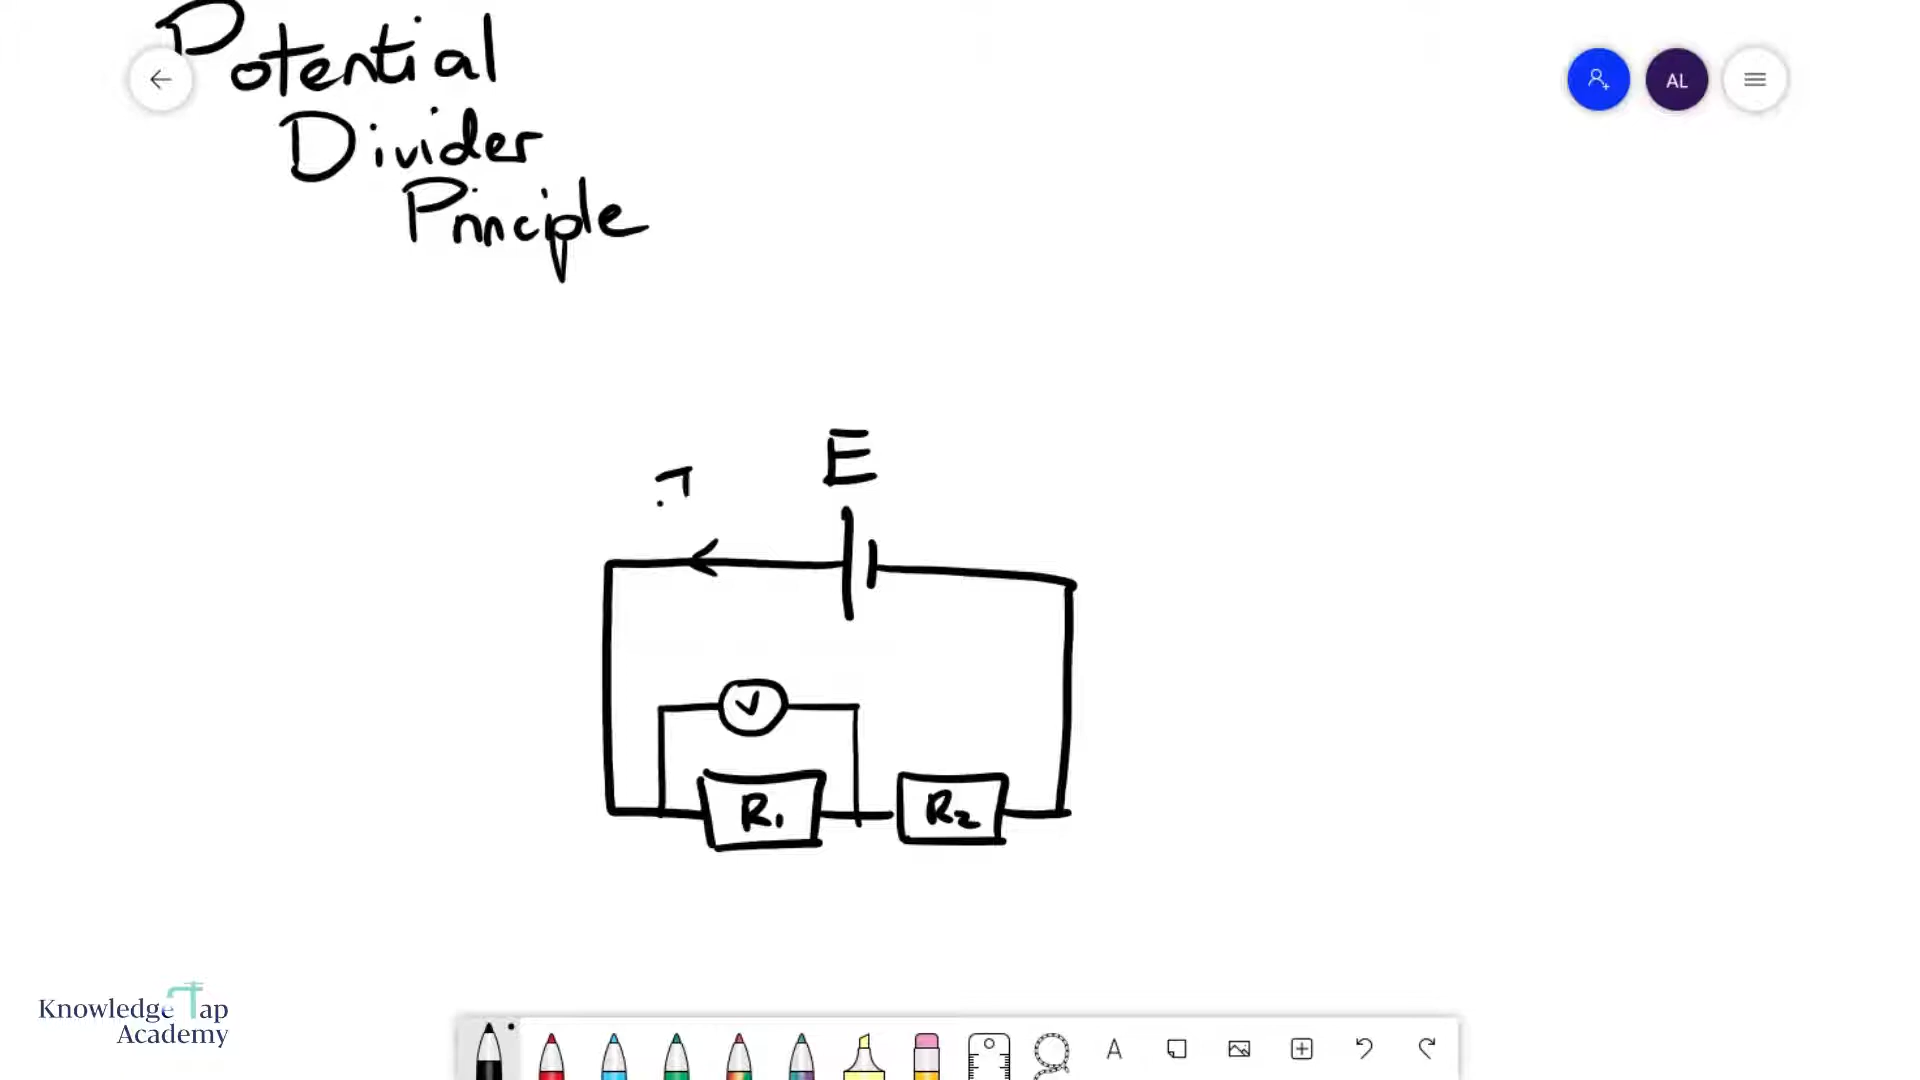 Potential
Divider
Principle
AL
E
V
R1
R2
Knowledge Tap
Academy
A